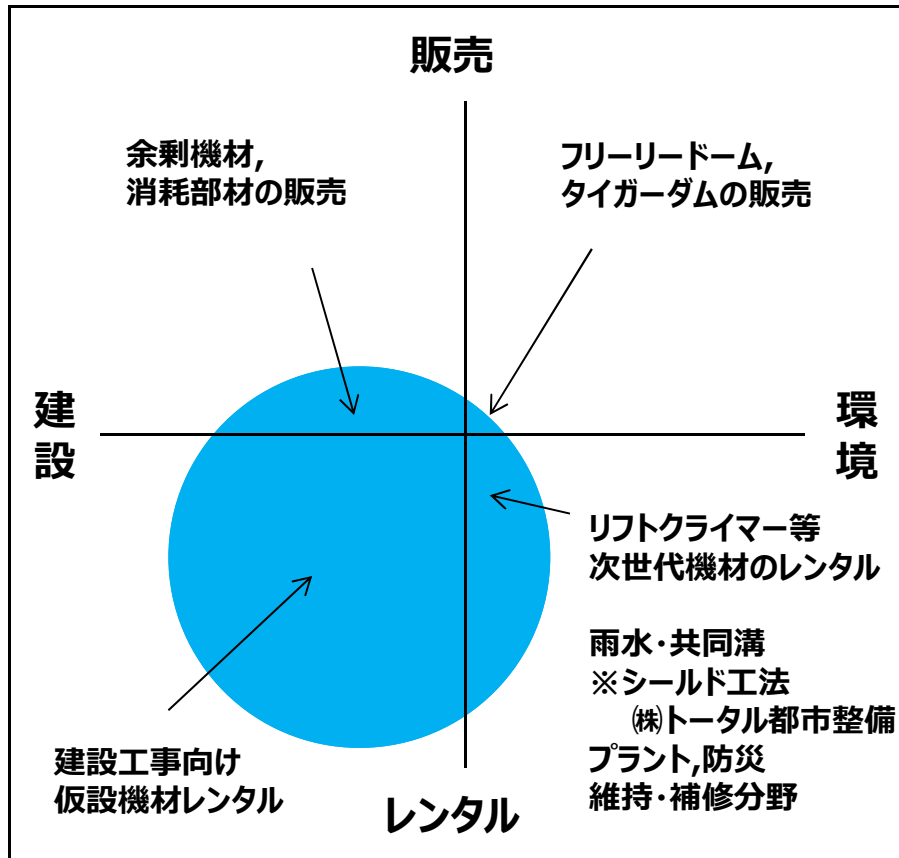 販売
余剰機材,
消耗部材の販売
フリーリードーム,
タイガーダムの販売
建
設
環
境
リフトクライマー等
次世代機材のレンタル
雨水・共同溝
※シールド工法
㈱トータル都市整備
プラント,防災
維持・補修分野
建設工事向け
仮設機材レンタル
レンタル